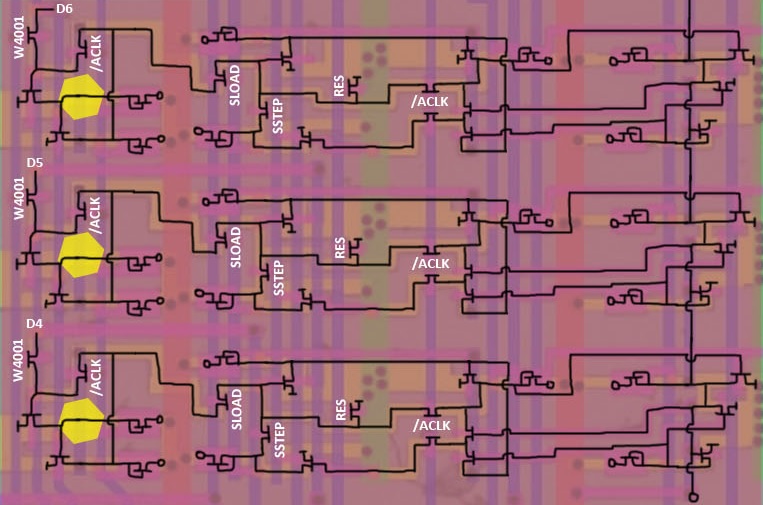 D6
W4001
/ACLK
SLOAD
SSTEP
RES
/ACLK
D5
W4001
/ACLK
SLOAD
SSTEP
RES
/ACLK
D4
W4001
/ACLK
SLOAD
SSTEP
RES
/ACLK